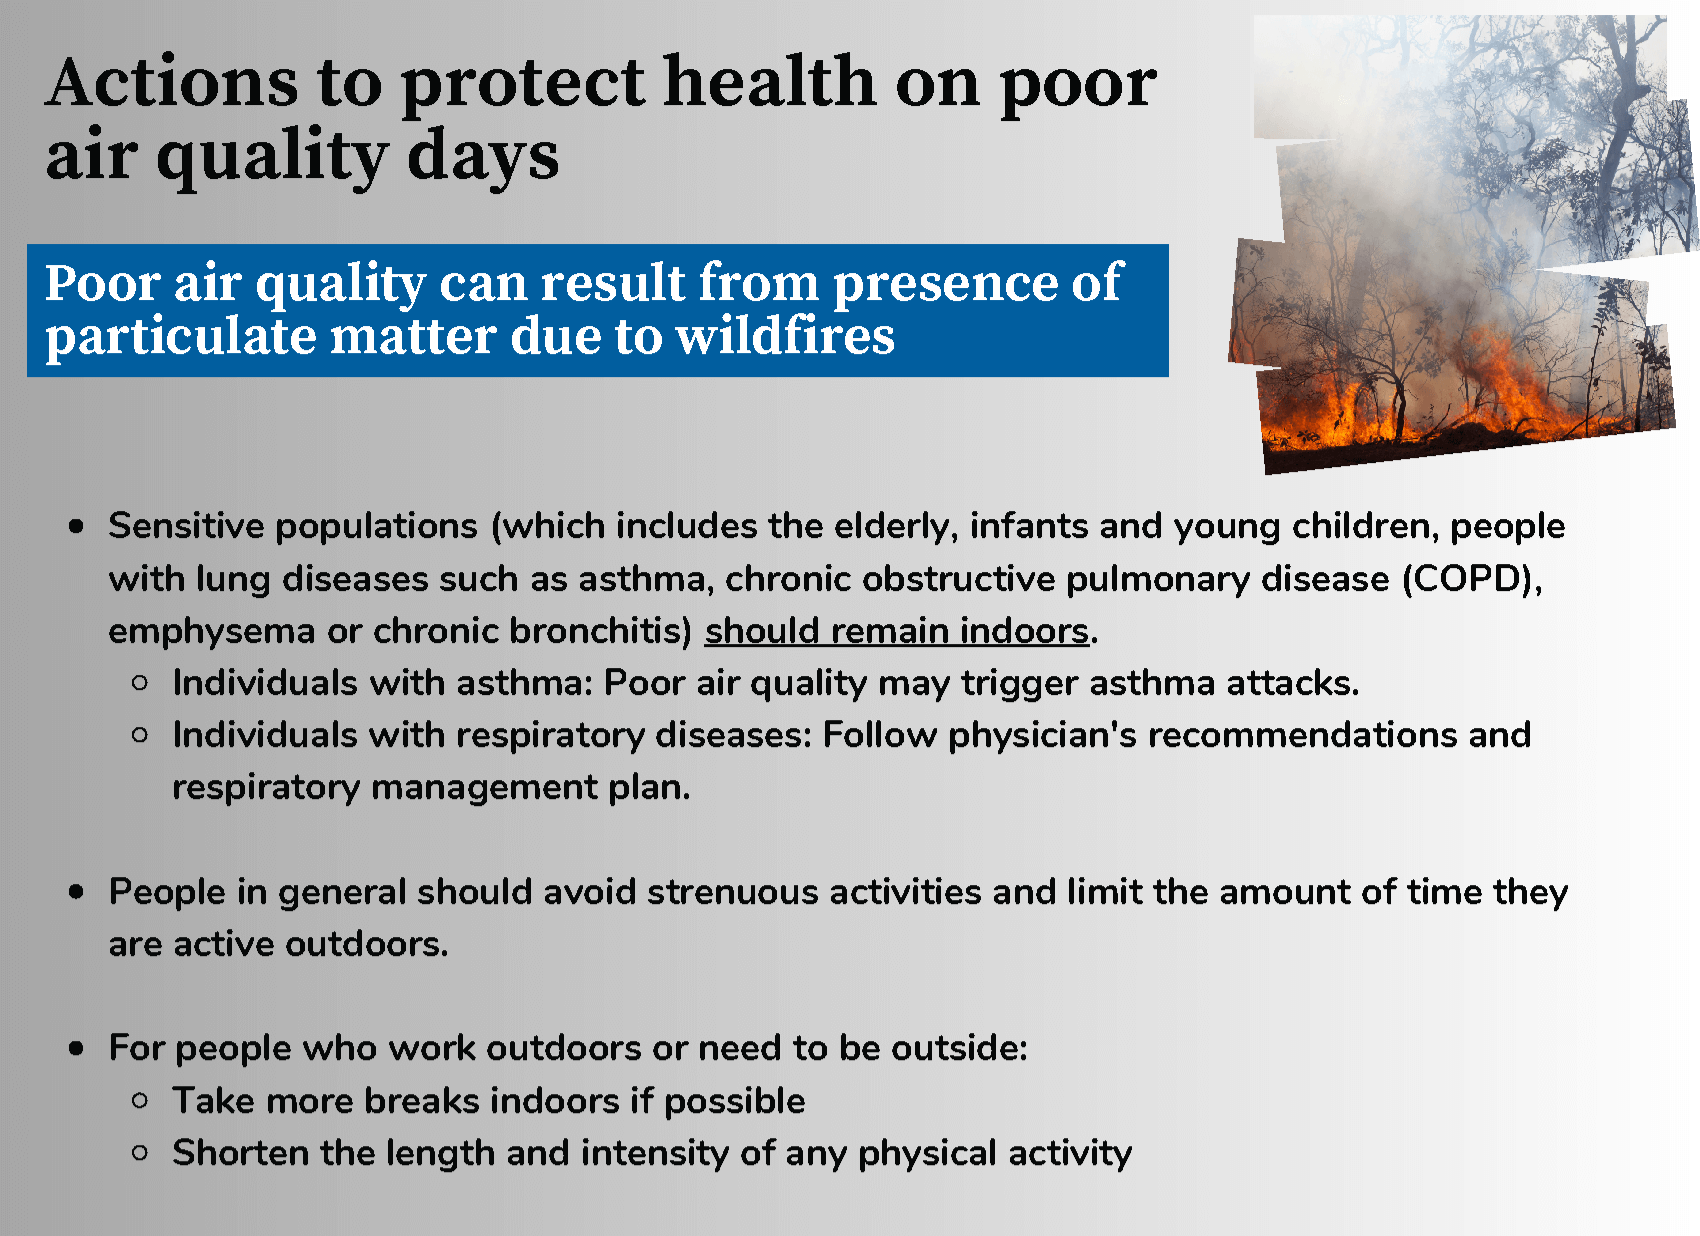 Actions to protect health on poor
air quality days
Poor air quality can result from presence of
particulate matter due to wildfires
• Sensitive populations (which includes the elderly, infants and young children, people
with lung diseases such as asthma, chronic obstructive pulmonary disease (COPD),
emphysema or chronic bronchitis) should remain indoors.
○ Individuals with asthma: Poor air quality may trigger asthma attacks.
○ Individuals with respiratory diseases: Follow physician's recommendations and
respiratory management plan.
• People in general should avoid strenuous activities and limit the amount of time they
are active outdoors.
• For people who work outdoors or need to be outside:
○ Take more breaks indoors if possible
○ Shorten the length and intensity of any physical activity